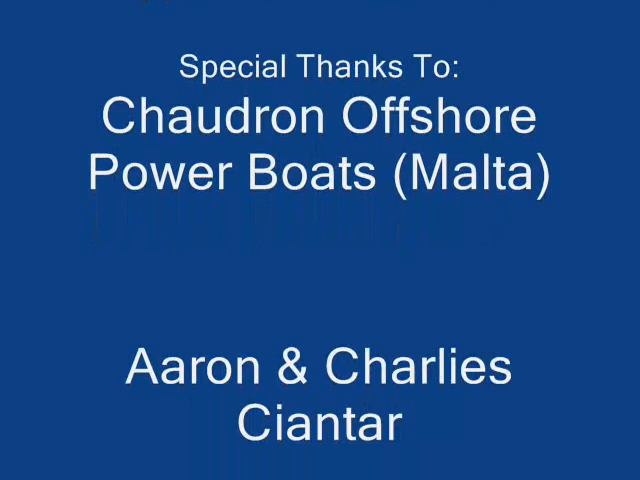 Special Thanks To:
Chaudron Offshore
Power Boats (Malta)
Aaron & Charlies
Ciantar